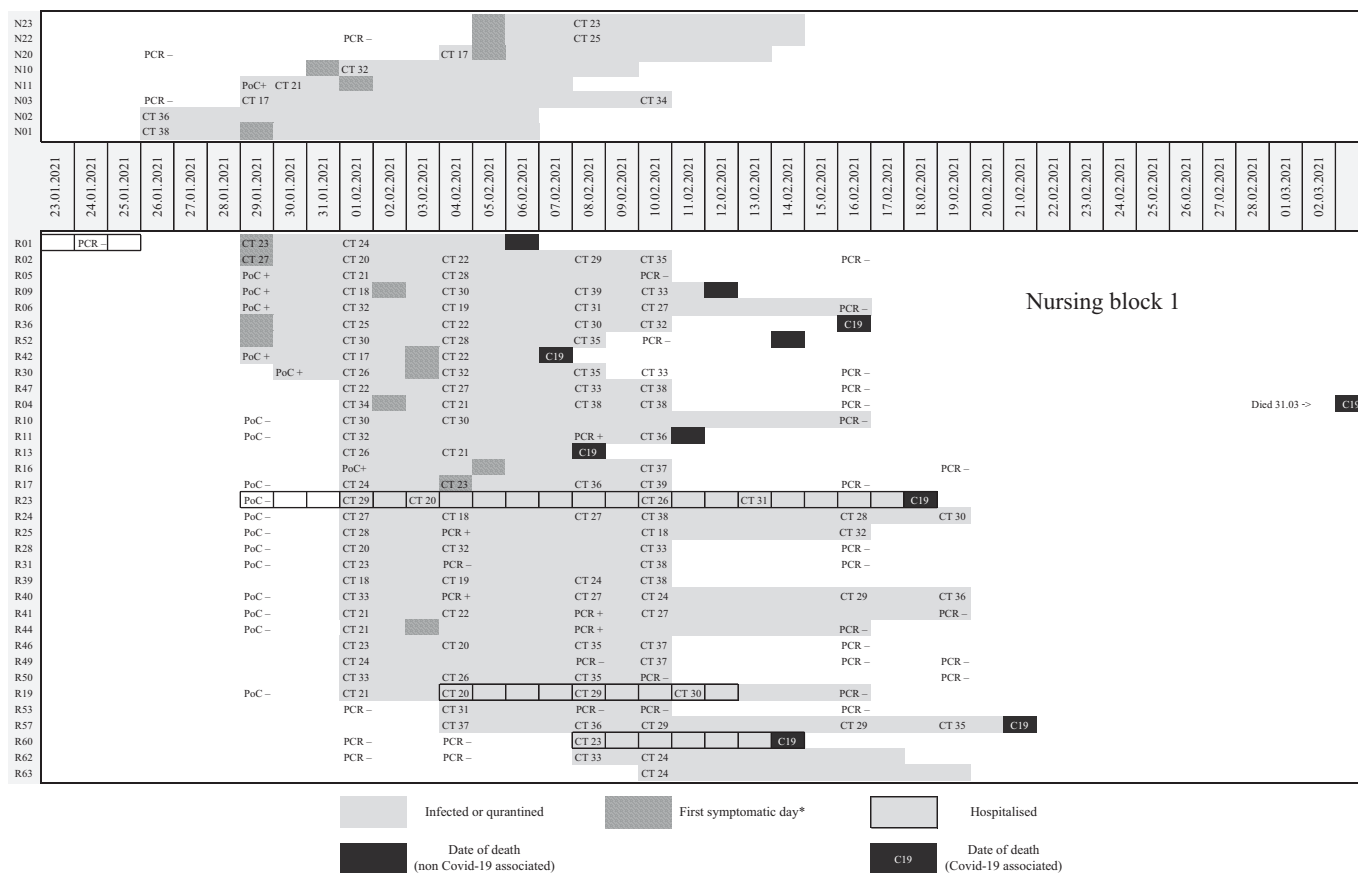 N23 CT 23
N22 PCR – CT 25
N20 PCR – CT 17
N10 CT 32
N11 PoC+ CT 21
N03 PCR – CT 17 CT 34
N02 CT 36
N01 CT 38
23.01.2021 24.01.2021 25.01.2021 26.01.2021 27.01.2021 28.01.2021 29.01.2021 30.01.2021 31.01.2021 01.02.2021 02.02.2021 03.02.2021 04.02.2021 05.02.2021 06.02.2021 07.02.2021 08.02.2021 09.02.2021 10.02.2021 11.02.2021 12.02.2021 13.02.2021 14.02.2021 15.02.2021 16.02.2021 17.02.2021 18.02.2021 19.02.2021 20.02.2021 21.02.2021 22.02.2021 23.02.2021 24.02.2021 25.02.2021 26.02.2021 27.02.2021 28.02.2021 01.03.2021 02.03.2021
R01 PCR – CT 23 CT 24
R02 CT 27 CT 20 CT 22 CT 29 CT 35 PCR –
R05 PoC + CT 21 CT 28 PCR –
R09 PoC + CT 18 CT 30 CT 39 CT 33
R06 PoC + CT 32 CT 19 CT 31 CT 27 PCR –
Nursing block 1
R36 CT 25 CT 22 CT 30 CT 32 C19
R52 CT 30 CT 28 CT 35 PCR –
R42 PoC + CT 17 CT 22 C19
R30 PoC + CT 26 CT 32 CT 35 CT 33 PCR –
R47 CT 22 CT 27 CT 33 CT 38 PCR –
R04 CT 34 CT 21 CT 38 CT 38 PCR – Died 31.03 -> C19
R10 PoC – CT 30 CT 30 PCR –
R11 PoC – CT 32 PCR + CT 36
R13 CT 26 CT 21 C19
R16 PoC+ CT 37 PCR –
R17 PoC – CT 24 CT 23 CT 36 CT 39 PCR –
R23 PoC – CT 29 CT 20 CT 26 CT 31 C19
R24 PoC – CT 27 CT 18 CT 27 CT 38 CT 28 CT 30
R25 PoC – CT 28 PCR + CT 18 CT 32
R28 PoC – CT 20 CT 32 CT 33 PCR –
R31 PoC – CT 23 PCR – CT 38 PCR –
R39 CT 18 CT 19 CT 24 CT 38
R40 PoC – CT 33 PCR + CT 27 CT 24 CT 29 CT 36
R41 PoC – CT 21 CT 22 PCR + CT 27 PCR –
R44 PoC – CT 21 PCR + PCR –
R46 CT 23 CT 20 CT 35 CT 37 PCR –
R49 CT 24 PCR – CT 37 PCR – PCR –
R50 CT 33 CT 26 CT 35 PCR – PCR –
R19 PoC – CT 21 CT 20 CT 29 CT 30 PCR –
R53 PCR – CT 31 PCR – PCR – PCR –
R57 CT 37 CT 36 CT 29 CT 29 CT 35 C19
R60 PCR – PCR – CT 23 C19
R62 PCR – PCR – CT 33 CT 24
R63 CT 24
Infected or qurantined First symptomatic day* Hospitalised
Date of death
(non Covid-19 associated)
C19 Date of death
(Covid-19 associated)